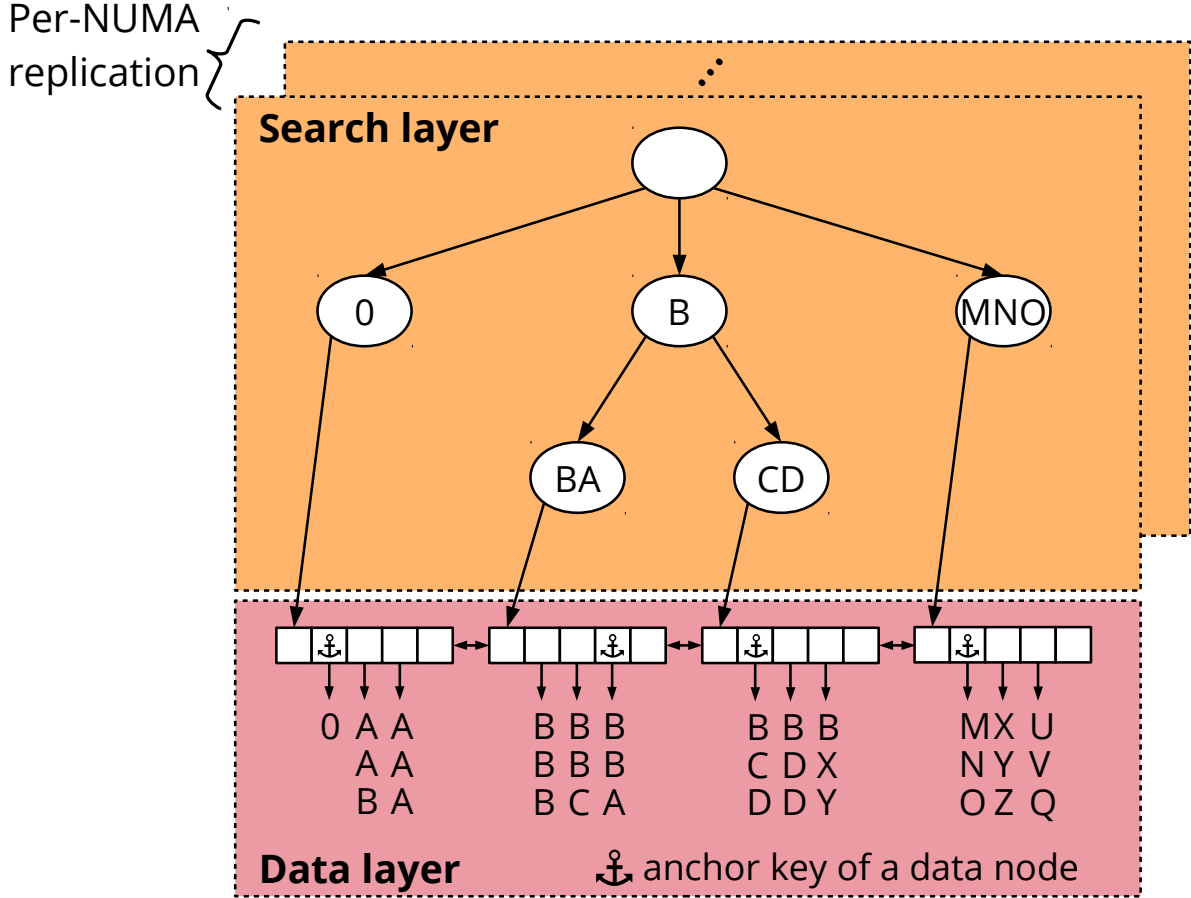 Per-NUMA
replication
Search layer
0
B
MNO
BA
CD
0 A A
A A
B A
B B B
B B B
B C A
B B B
C D X
D D Y
M X U
N Y V
O Z Q
Data layer
anchor key of a data node